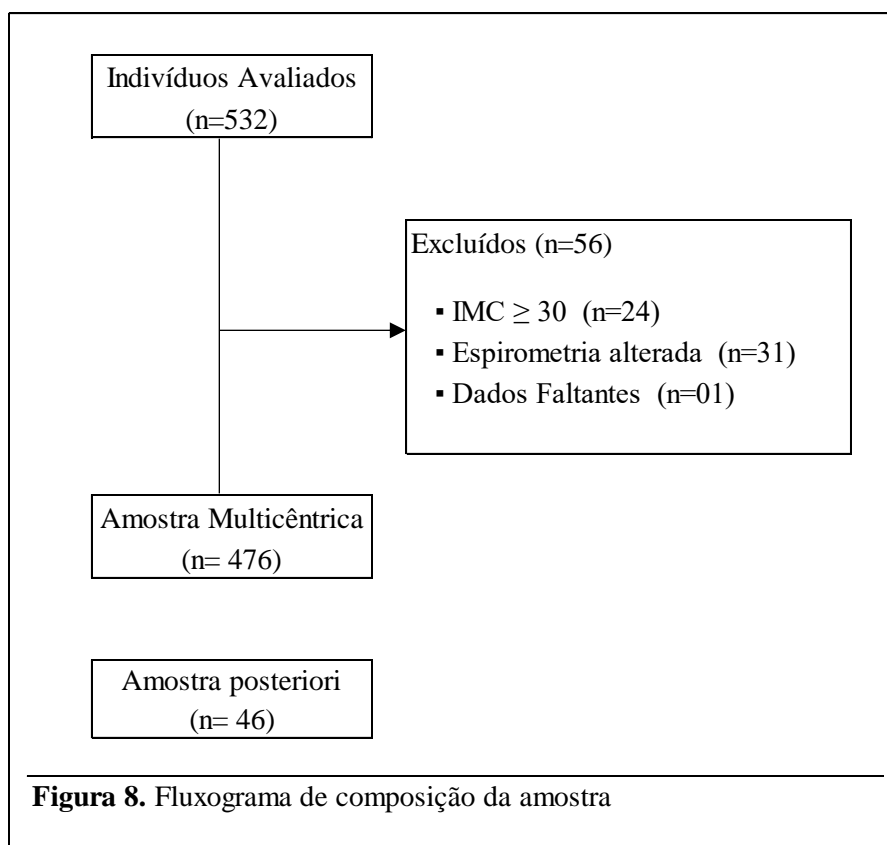 Indivíduos Avaliados
(n=532)
Excluídos (n=56)
▪ IMC ≥ 30 (n=24)
▪ Espirometria alterada (n=31)
▪ Dados Faltantes (n=01)
Amostra Multicêntrica
(n= 476)
Amostra posteriori
(n= 46)
Figura 8. Fluxograma de composição da amostra